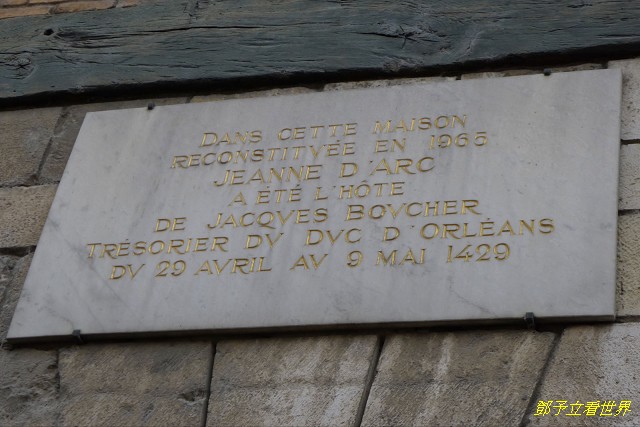 DANS CETTE MAISON
RECONSTITVÉE EN 1965
JEANNE D'ARC
A ÉTÉ L'HÔTE
DE JACQVES BOVCHER
TRÉSORIER DV DVC D'ORLÉANS
DV 29 AVRIL AV 9 MAI 1429
鄧予立看世界